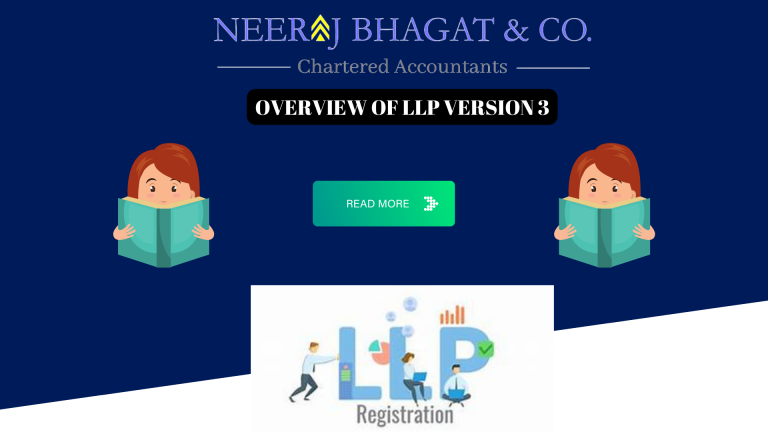 NEERAJ BHAGAT & CO.
Chartered Accountants
OVERVIEW OF LLP VERSION 3
READ MORE
LLP
Registration